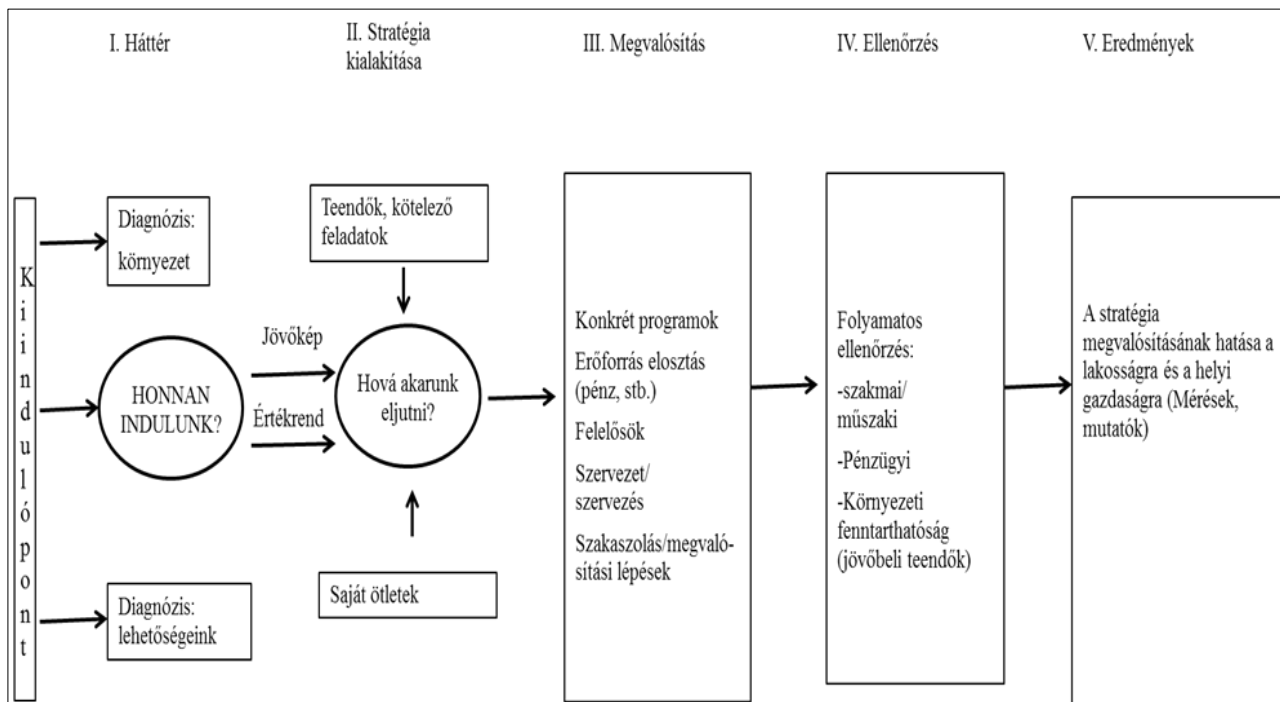 I. Háttér
II. Stratégia
kialakítása
III. Megvalósítás
IV. Ellenőrzés
V. Eredmények
Kiindulópont
Diagnózis:
környezet
HONNAN
INDULUNK?
Diagnózis:
lehetőségeink
Jövőkép
Értékrend
Teendők, kötelező
feladatok
Hová akarunk
eljutni?
Saját ötletek
Konkrét programok
Erőforrás elosztás
(pénz, stb.)
Felelősök
Szervezet/
szervezés
Szakaszolás/megvaló-
sítási lépések
Folyamatos
ellenőrzés:
-szakmai/
műszaki
-Pénzügyi
-Környezeti
fenntarthatóság
(jövőbeli teendők)
A stratégia
megvalósításának hatása a
lakosságra és a helyi
gazdaságra (Mérések,
mutatók)